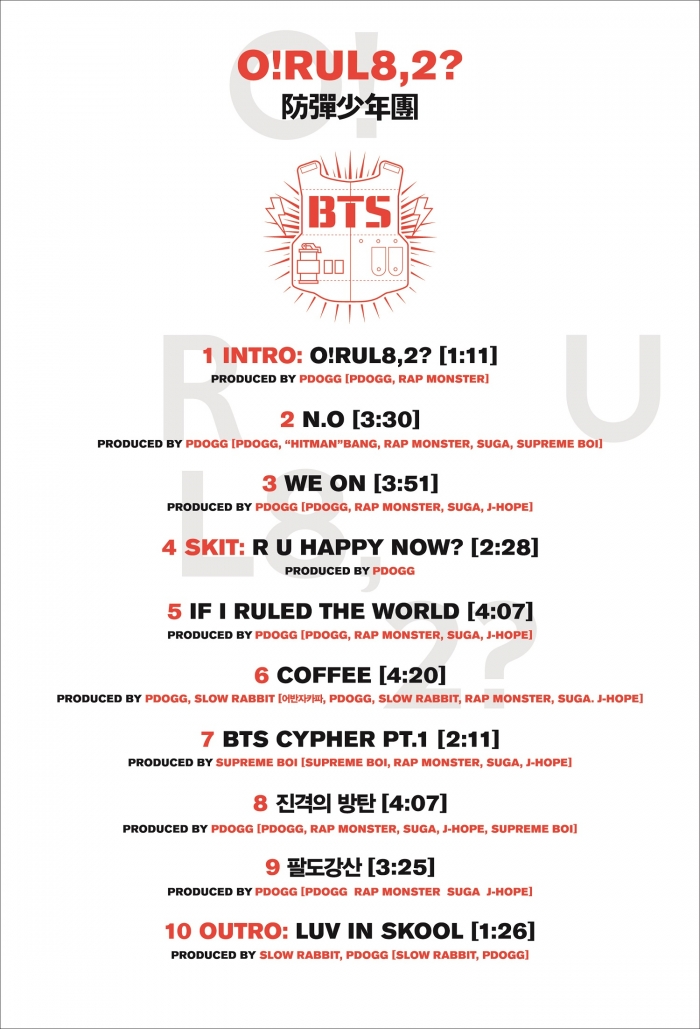 O!RUL8,2?
防彈少年團
BTS
1 INTRO: O!RUL8,2? [1:11]
PRODUCED BY PDOGG [PDOGG, RAP MONSTER]
2 N.O [3:30]
PRODUCED BY PDOGG [PDOGG, “HITMAN”BANG, RAP MONSTER, SUGA, SUPREME BOI]
3 WE ON [3:51]
PRODUCED BY PDOGG [PDOGG, RAP MONSTER, SUGA, J-HOPE]
4 SKIT: R U HAPPY NOW? [2:28]
PRODUCED BY PDOGG
5 IF I RULED THE WORLD [4:07]
PRODUCED BY PDOGG [PDOGG, RAP MONSTER, SUGA, J-HOPE]
6 COFFEE [4:20]
PRODUCED BY PDOGG, SLOW RABBIT [어반자카파, PDOGG, SLOW RABBIT, RAP MONSTER, SUGA. J-HOPE]
7 BTS CYPHER PT.1 [2:11]
PRODUCED BY SUPREME BOI [SUPREME BOI, RAP MONSTER, SUGA, J-HOPE]
8 진격의 방탄 [4:07]
PRODUCED BY PDOGG [PDOGG, RAP MONSTER, SUGA, J-HOPE, SUPREME BOI]
9 팔도강산 [3:25]
PRODUCED BY PDOGG [PDOGG RAP MONSTER SUGA J-HOPE]
10 OUTRO: LUV IN SKOOL [1:26]
PRODUCED BY SLOW RABBIT, PDOGG [SLOW RABBIT, PDOGG]
O!
R U
L8,
2?